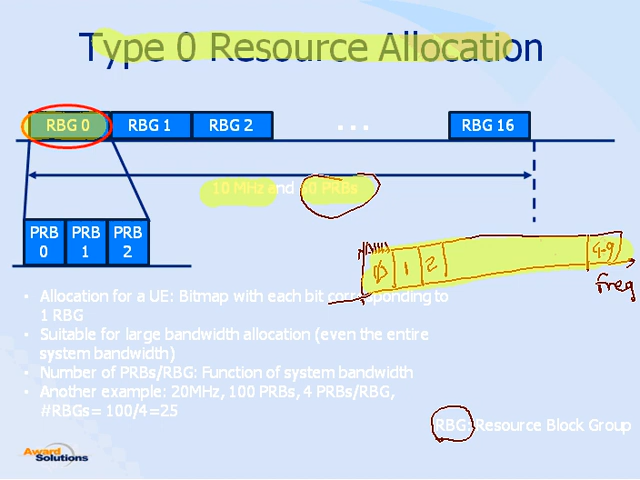 Type 0 Resource Allocation
RBG 0 RBG 1 RBG 2 ... RBG 16
10 MHz and 50 PRBs
PRB 0 PRB 1 PRB 2
0 1 2 49
freq
• Allocation for a UE: Bitmap with each bit corresponding to
1 RBG
• Suitable for large bandwidth allocation (even the entire
system bandwidth)
• Number of PRBs/RBG: Function of system bandwidth
• Another example: 20MHz, 100 PRBs, 4 PRBs/RBG,
#RBGs= 100/4=25
RBG Resource Block Group
Award
Solutions